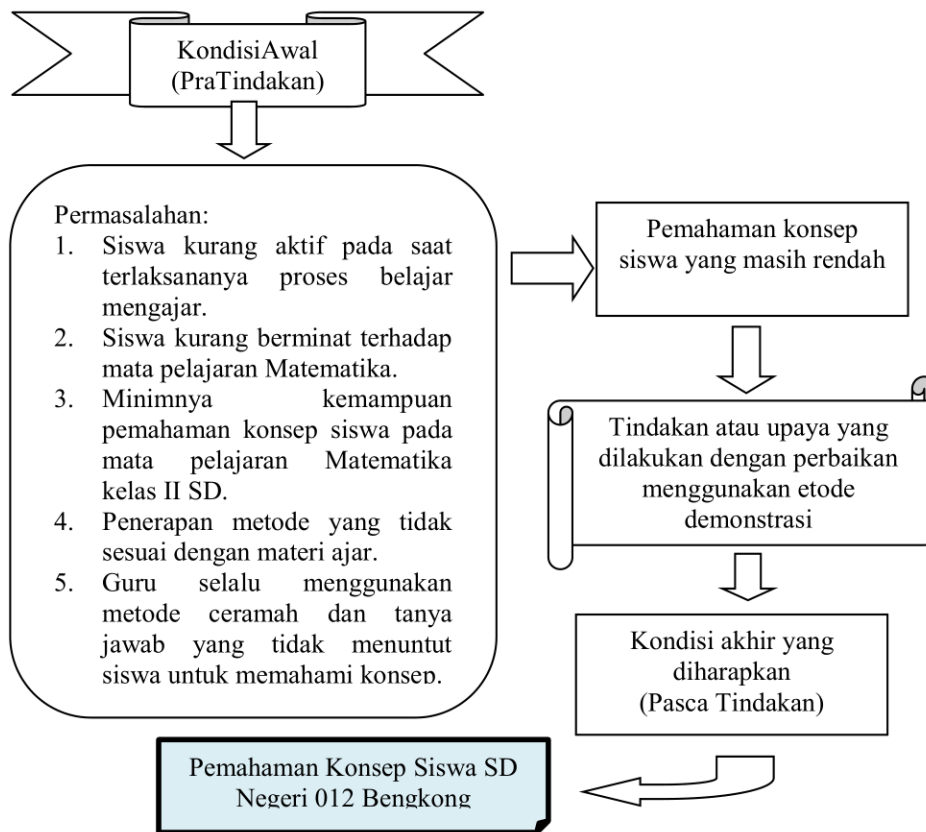 KondisiAwal
(PraTindakan)
Permasalahan:
1. Siswa kurang aktif pada saat
terlaksananya proses belajar
mengajar.
2. Siswa kurang berminat terhadap
mata pelajaran Matematika.
3. Minimnya kemampuan
pemahaman konsep siswa pada
mata pelajaran Matematika
kelas II SD.
4. Penerapan metode yang tidak
sesuai dengan materi ajar.
5. Guru selalu menggunakan
metode ceramah dan tanya
jawab yang tidak menuntut
siswa untuk memahami konsep.
Pemahaman konsep
siswa yang masih rendah
Tindakan atau upaya yang
dilakukan dengan perbaikan
menggunakan etode
demonstrasi
Kondisi akhir yang
diharapkan
(Pasca Tindakan)
Pemahaman Konsep Siswa SD
Negeri 012 Bengkong